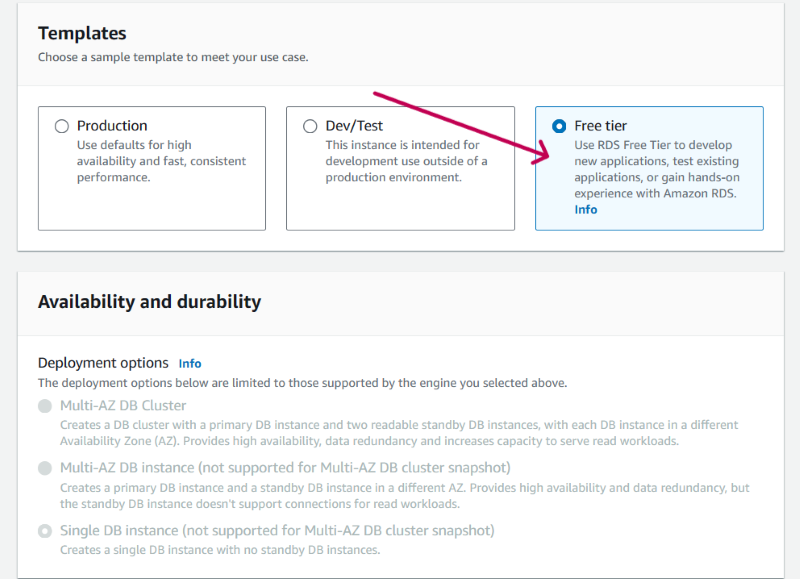 Templates
Choose a sample template to meet your use case.
Production
Use defaults for high
availability and fast, consistent
performance.
Dev/Test
This instance is intended for
development use outside of a
production environment.
Free tier
Use RDS Free Tier to develop
new applications, test existing
applications, or gain hands-on
experience with Amazon RDS.
Info
Availability and durability
Deployment options Info
The deployment options below are limited to those supported by the engine you selected above.
Multi-AZ DB Cluster
Creates a DB cluster with a primary DB instance and two readable standby DB instances, with each DB instance in a different
Availability Zone (AZ). Provides high availability, data redundancy and increases capacity to serve read workloads.
Multi-AZ DB instance (not supported for Multi-AZ DB cluster snapshot)
Creates a primary DB instance and a standby DB instance in a different AZ. Provides high availability and data redundancy, but
the standby DB instance doesn't support connections for read workloads.
Single DB instance (not supported for Multi-AZ DB cluster snapshot)
Creates a single DB instance with no standby DB instances.